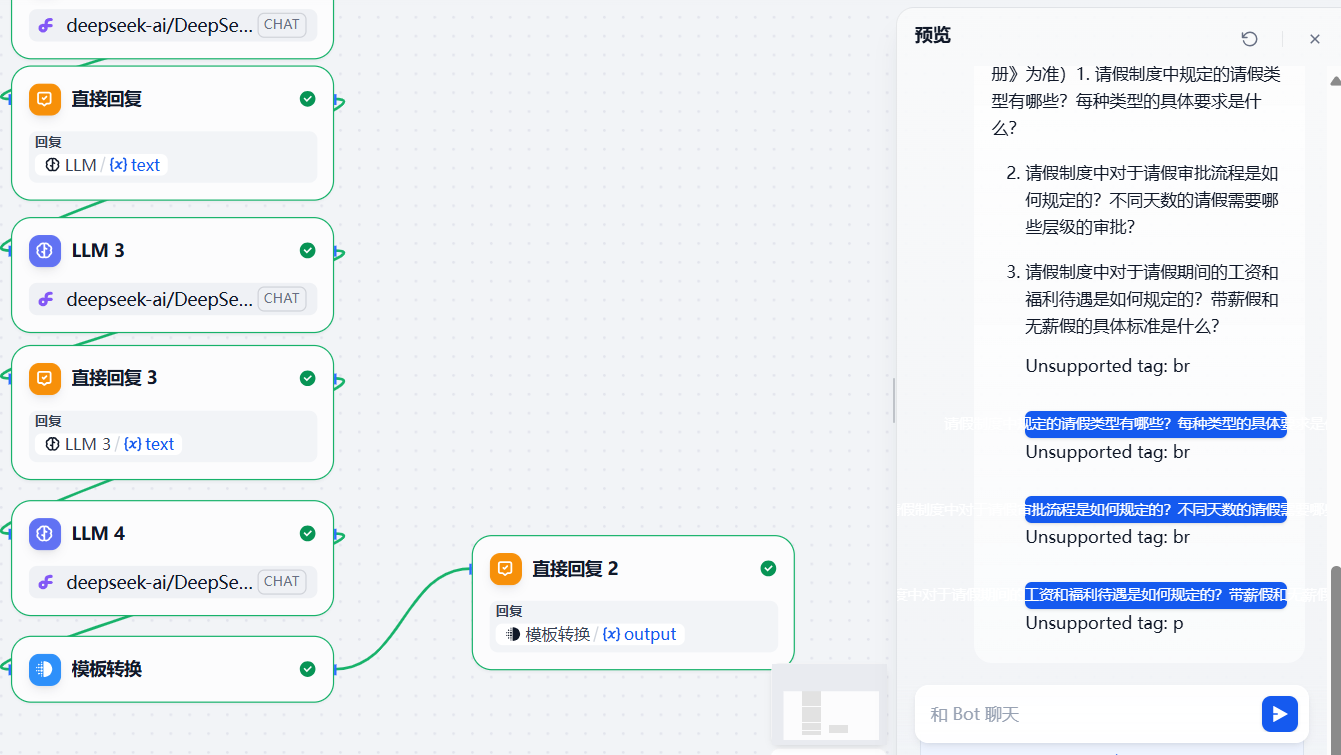 deepseek-ai/DeepSe... CHAT
直接回复
回复
LLM / {x} text
LLM 3
deepseek-ai/DeepSe... CHAT
直接回复 3
回复
LLM 3 / {x} text
LLM 4
deepseek-ai/DeepSe... CHAT
模板转换
直接回复 2
回复
模板转换 / {x} output
预览
册》为准）1. 请假制度中规定的请假类
型有哪些？每种类型的具体要求是什
么？
2. 请假制度中对于请假审批流程是如
何规定的？不同天数的请假需要哪
些层级的审批？
3. 请假制度中对于请假期间的工资和
福利待遇是如何规定的？带薪假和
无薪假的具体标准是什么？
Unsupported tag: br
规定的请假类型有哪些？每种类型的具体要
Unsupported tag: br
审批流程是如何规定的？不同天数的请假需
Unsupported tag: br
工资和福利待遇是如何规定的？带薪假和
Unsupported tag: p
和 Bot 聊天